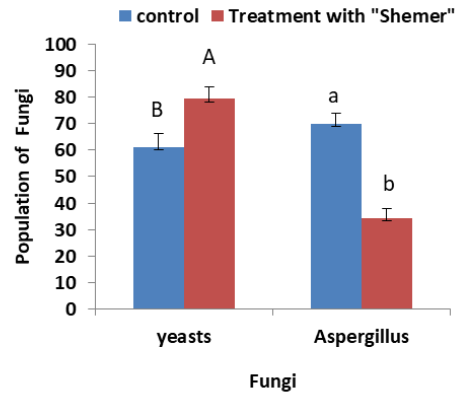 control Treatment with "Shemer"
100
90
80
70
60
50
40
30
20
10
0
Population of Fungi
B
A
a
b
yeasts Aspergillus
Fungi